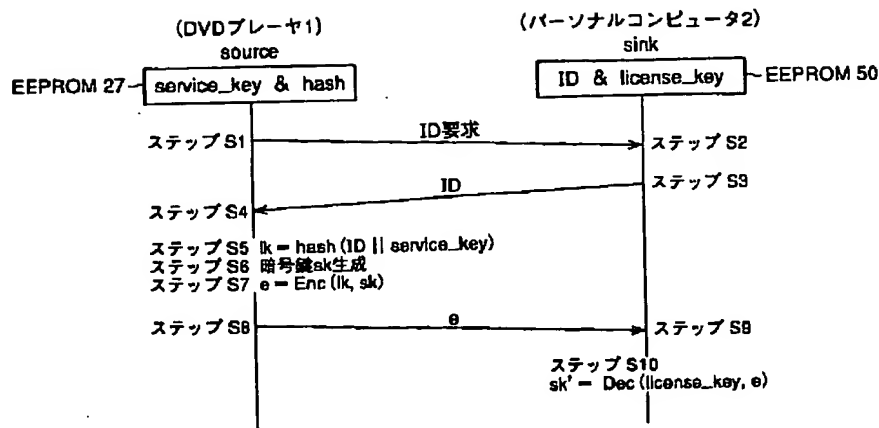 (DVDプレーヤ1) (パーソナルコンピュータ2)
source sink
EEPROM 27 service_key & hash ID & license_key EEPROM 50
ステップ S1 ID要求 ステップ S2
ID ステップ S3
ステップ S4
ステップ S5 lk = hash (ID || service_key)
ステップ S6 暗号鍵sk生成
ステップ S7 e = Enc (lk, sk)
ステップ S8 e ステップ S9
ステップ S10
sk' = Dec (license_key, e)